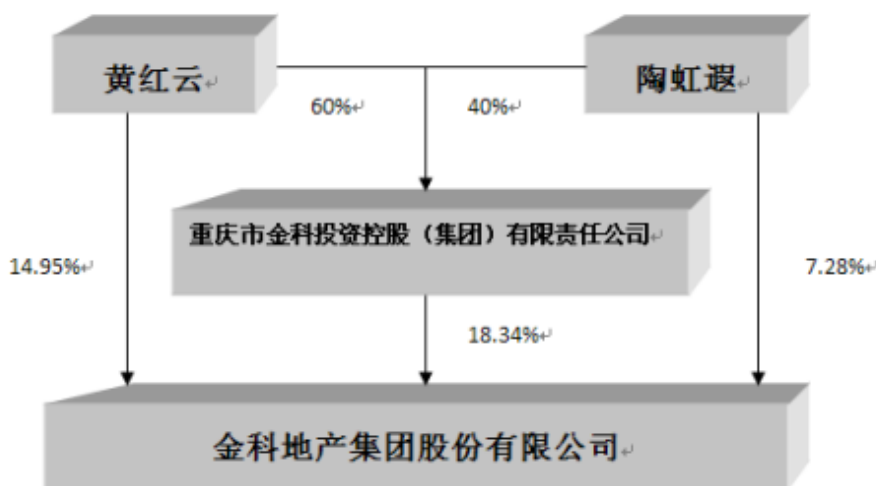 黄红云
陶虹遐
60%
40%
重庆市金科投资控股（集团）有限责任公司
14.95%
7.28%
18.34%
金科地产集团股份有限公司